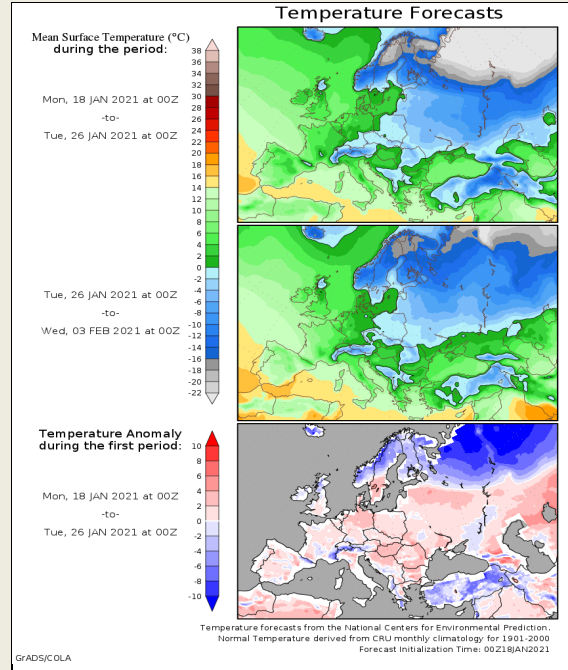 Temperature Forecasts
Mean Surface Temperature (°C)
during the period:
Mon, 18 JAN 2021 at 00Z
-to-
Tue, 26 JAN 2021 at 00Z
38
36
34
32
30
28
26
24
22
20
18
16
14
12
10
8
6
4
2
0
-2
-4
-6
-8
-10
-12
-14
-16
-18
-20
-22
Tue, 26 JAN 2021 at 00Z
-to-
Wed, 03 FEB 2021 at 00Z
Temperature Anomaly
during the first period:
Mon, 18 JAN 2021 at 00Z
-to-
Tue, 26 JAN 2021 at 00Z
10
8
6
4
2
0
-2
-4
-6
-8
-10
Temperature forecasts from the National Centers for Environmental Prediction.
Normal Temperature derived from CRU monthly climatology for 1901-2000
Forecast Initialization Time: 00Z18JAN2021
GrADS/COLA